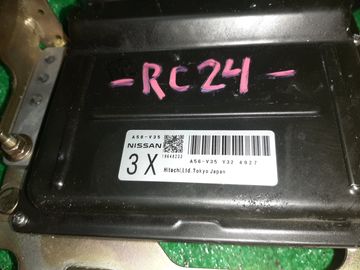 -RC24-
A56-V35
NISSAN
3X
A56-V35 V32 4927
Hitachi,Ltd.Tokyo Japan